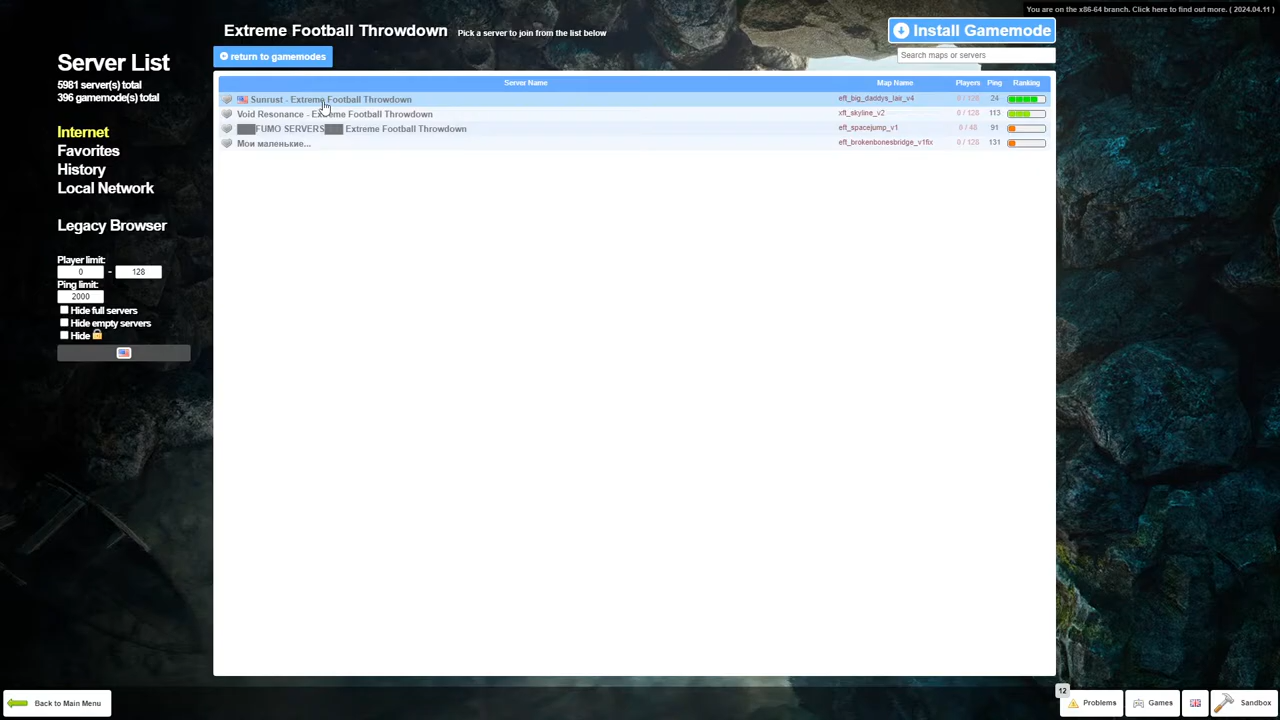 You are on the x86-64 branch. Click here to find out more. ( 2024.04.11 )
Extreme Football Throwdown Pick a server to join from the list below
Install Gamemode
return to gamemodes
Search maps or servers
Server List
5981 server(s) total
396 gamemode(s) total
Internet
Favorites
History
Local Network
Legacy Browser
Player limit:
0 - 128
Ping limit:
2000
Hide full servers
Hide empty servers
Hide
Server Name Map Name Players Ping Ranking
Sunrust - Extreme Football Throwdown eft_big_daddys_lair_v4 0 / 128 24
Void Resonance - Extreme Football Throwdown xft_skyline_v2 0 / 128 113
███FUMO SERVERS███ Extreme Football Throwdown eft_spacejump_v1 0 / 48 91
Мои маленькие... eft_brokenbonesbridge_v1fix 0 / 128 131
Back to Main Menu
12
Problems
Games
Sandbox